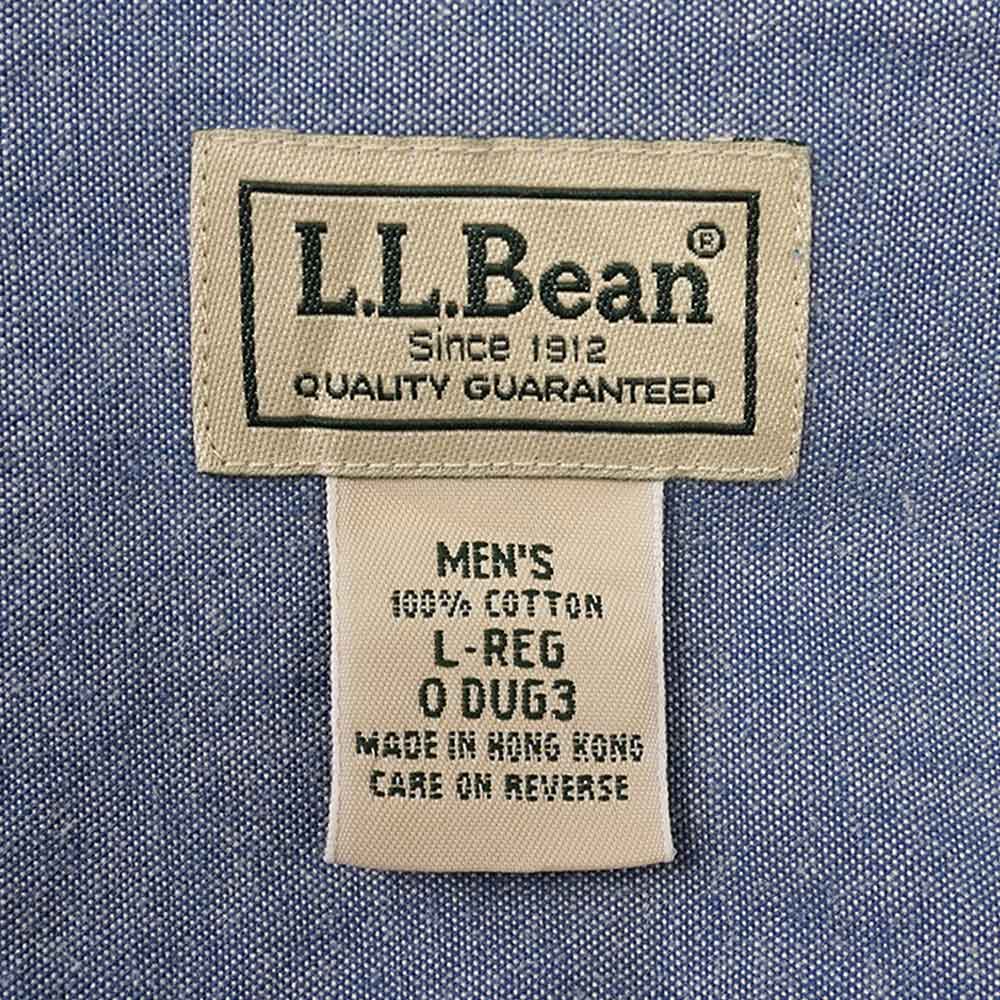 L.L.Bean®
Since 1912
QUALITY GUARANTEED
MEN'S
100% COTTON
L-REG
0 DUG3
MADE IN HONG KONG
CARE ON REVERSE